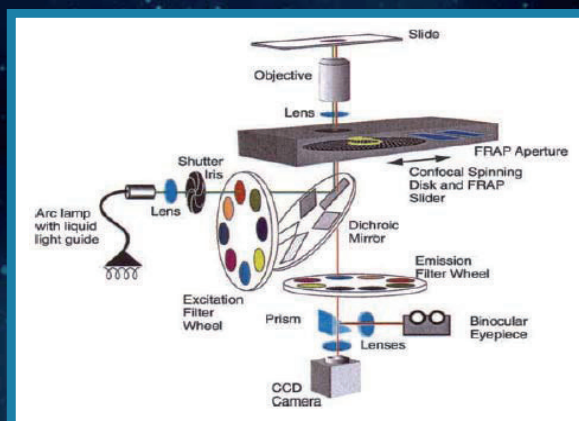 Slide
Objective
Lens
FRAP Aperture
Confocal Spinning
Disk and FRAP
Slider
Shutter
Iris
Lens
Arc lamp
with liquid
light guide
Dichroic
Mirror
Excitation
Filter
Wheel
Emission
Filter Wheel
Prism
Lenses
Binocular
Eyepiece
CCD
Camera